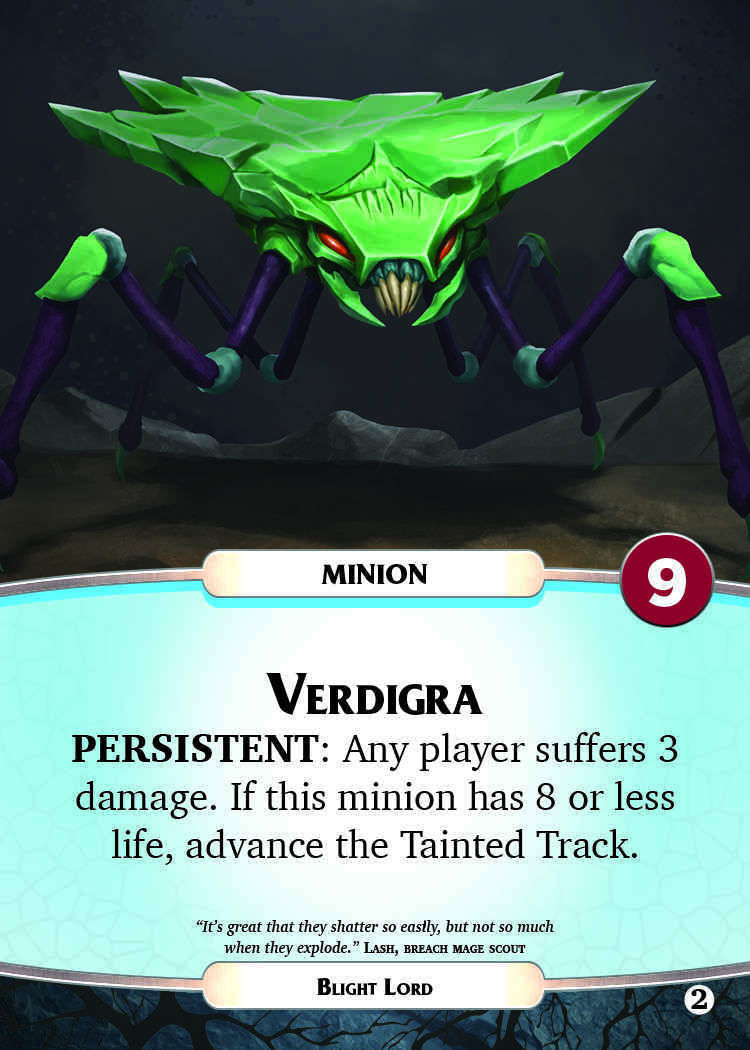 MINION
9
Verdigra
PERSISTENT: Any player suffers 3
damage. If this minion has 8 or less
life, advance the Tainted Track.
“It’s great that they shatter so easily, but not so much
when they explode.” Lash, breach mage scout
Blight Lord
2